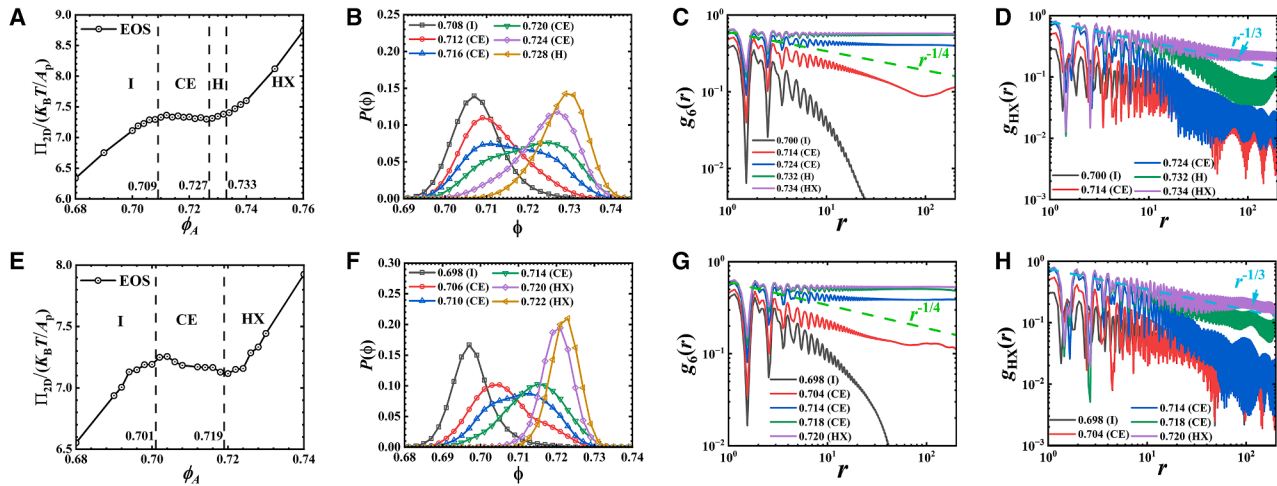 A
9.0
8.5
8.0
7.5
7.0
6.5
6.0
Π2D/(KBT/Ap)
EOS
I
CE
H
HX
0.709
0.727
0.733
0.68
0.70
0.72
0.74
0.76
ϕA
B
0.25
0.20
0.15
0.10
0.05
0.00
P(ϕ)
0.708 (I)
0.720 (CE)
0.712 (CE)
0.724 (CE)
0.716 (CE)
0.728 (H)
0.69
0.70
0.71
0.72
0.73
0.74
ϕ
C
10^0
10^-1
10^-2
g6(r)
r^-1/4
0.700 (I)
0.714 (CE)
0.724 (CE)
0.732 (H)
0.734 (HX)
10^0
10^1
10^2
r
D
10^0
10^-1
10^-2
10^-3
gHX(r)
r^-1/3
0.724 (CE)
0.700 (I)
0.732 (H)
0.714 (CE)
0.734 (HX)
10^0
10^1
10^2
r
E
8.0
7.5
7.0
6.5
Π2D/(KBT/Ap)
EOS
I
CE
HX
0.701
0.719
0.68
0.70
0.72
0.74
ϕA
F
0.30
0.25
0.20
0.15
0.10
0.05
0.00
P(ϕ)
0.698 (I)
0.714 (CE)
0.706 (CE)
0.720 (HX)
0.710 (CE)
0.722 (HX)
0.68
0.69
0.70
0.71
0.72
0.73
0.74
ϕ
G
10^0
10^-1
10^-2
g6(r)
r^-1/4
0.698 (I)
0.704 (CE)
0.714 (CE)
0.718 (CE)
0.720 (HX)
10^0
10^1
10^2
r
H
10^0
10^-1
10^-2
10^-3
gHX(r)
r^-1/3
0.714 (CE)
0.698 (I)
0.718 (CE)
0.704 (CE)
0.720 (HX)
10^0
10^1
10^2
r